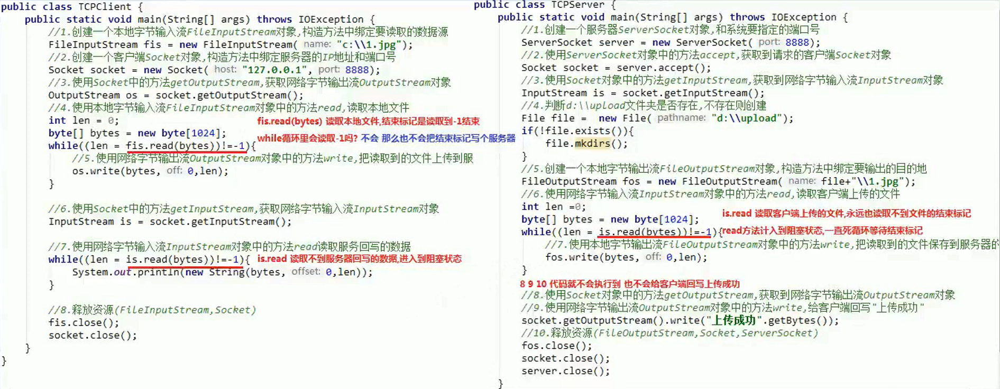 public class TCPClient {
public static void main(String[] args) throws IOException {
//1.创建一个本地字节输入流FileInputStream对象,构造方法中绑定要读取的数据源
FileInputStream fis = new FileInputStream( name: "c:\\1.jpg");
//2.创建一个客户端Socket对象,构造方法中绑定服务器的IP地址和端口号
Socket socket = new Socket( host: "127.0.0.1", port: 8888);
//3.使用Socket中的方法getOutputStream,获取网络字节输出流OutputStream对象
OutputStream os = socket.getOutputStream();
//4.使用本地字节输入流FileInputStream对象中的方法read,读取本地文件
int len = 0;
fis.read(bytes) 读取本地文件,结束标记是读取到-1结束
byte[] bytes = new byte[1024];
while循环里会读取-1吗? 不会 那么也不会把结束标记写个服务器
while((len = fis.read(bytes))!=-1){
//5.使用网络字节输出流OutputStream对象中的方法write,把读取到的文件上传到服
os.write(bytes, off: 0,len);
}
//6.使用Socket中的方法getInputStream,获取网络字节输入流InputStream对象
InputStream is = socket.getInputStream();
//7.使用网络字节输入流InputStream对象中的方法read读取服务回写的数据
while((len = is.read(bytes))!=-1){ is.read 读取不到服务器回写的数据,进入到阻塞状态
System.out.println(new String(bytes, offset: 0,len));
}
//8.释放资源(FileInputStream,Socket)
fis.close();
socket.close();
}
}
public class TCPServer {
public static void main(String[] args) throws IOException {
//1.创建一个服务器ServerSocket对象,和系统要指定的端口号
ServerSocket server = new ServerSocket( port: 8888);
//2.使用ServerSocket对象中的方法accept,获取到请求的客户端Socket对象
Socket socket = server.accept();
//3.使用Socket对象中的方法getInputStream,获取到网络字节输入流InputStream对象
InputStream is = socket.getInputStream();
//4.判断d:\\upload文件夹是否存在,不存在则创建
File file =  new File( pathname: "d:\\upload");
if(!file.exists()){
file.mkdirs();
}
//5.创建一个本地字节输出流FileOutputStream对象,构造方法中绑定要输出的目的地
FileOutputStream fos = new FileOutputStream( name: file+"\\1.jpg");
//6.使用网络字节输入流InputStream对象中的方法read,读取客户端上传的文件
int len =0;
is.read 读取客户端上传的文件,永远也读取不到文件的结束标记
byte[] bytes = new byte[1024];
while((len = is.read(bytes))!=-1){ read方法计入到阻塞状态,一直死循环等待结束标记
//7.使用本地字节输出流FileOutputStream对象中的方法write,把读取到的文件保存到服务器的
fos.write(bytes, off: 0,len);
}
8 9 10 代码就不会执行到 也不会给客户端回写上传成功
//8.使用Socket对象中的方法getOutputStream,获取到网络字节输出流OutputStream对象
//9.使用网络字节输出流OutputStream对象中的方法write,给客户端回写"上传成功"
socket.getOutputStream().write("上传成功".getBytes());
//10.释放资源(FileOutputStream,Socket,ServerSocket)
fos.close();
socket.close();
server.close();
}